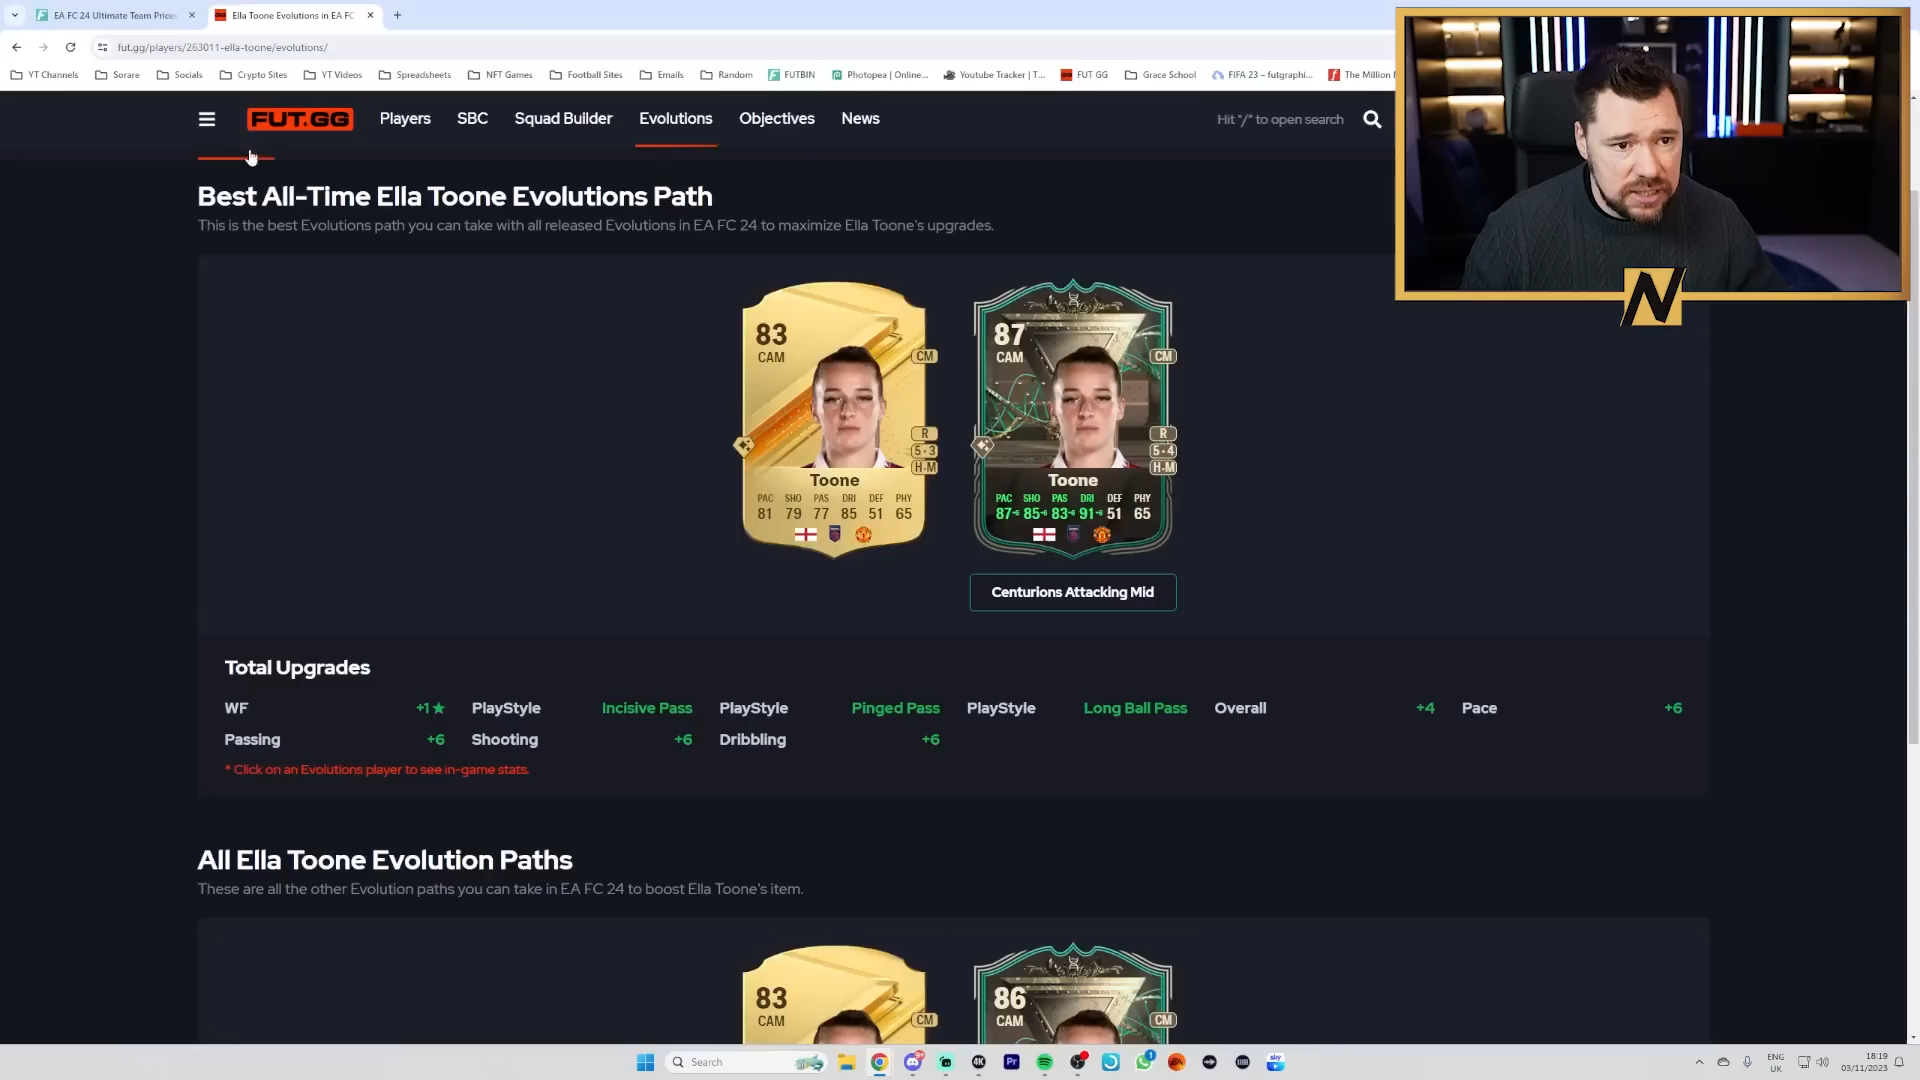 EA FC 24 Ultimate Team Prices
Ella Toone Evolutions in EA FC
fut.gg/players/263011-ella-toone/evolutions/
YT Channels Sorare Socials Crypto Sites YT Videos Spreadsheets NFT Games Football Sites Emails Random FUTBIN Photopea | Online... Youtube Tracker | T... FUT GG Grace School FIFA 23 – futgraphi... The Million
FUT.GG Players SBC Squad Builder Evolutions Objectives News Hit "/" to open search
Best All-Time Ella Toone Evolutions Path
This is the best Evolutions path you can take with all released Evolutions in EA FC 24 to maximize Ella Toone's upgrades.
83
CAM
CM
R
5•3
H•M
Toone
PAC SHO PAS DRI DEF PHY
81 79 77 85 51 65
87
CAM
CM
R
5•4
H•M
Toone
PAC SHO PAS DRI DEF PHY
87+6 85+6 83+6 91+6 51 65
Centurions Attacking Mid
N
Total Upgrades
WF +1★ PlayStyle Incisive Pass PlayStyle Pinged Pass PlayStyle Long Ball Pass Overall +4 Pace +6
Passing +6 Shooting +6 Dribbling +6
* Click on an Evolutions player to see in-game stats.
All Ella Toone Evolution Paths
These are all the other Evolution paths you can take in EA FC 24 to boost Ella Toone's item.
83
CAM
CM
86
CAM
CM
Search
4K
Pr
1
EA
sky
ENG
UK
18:19
03/11/2023